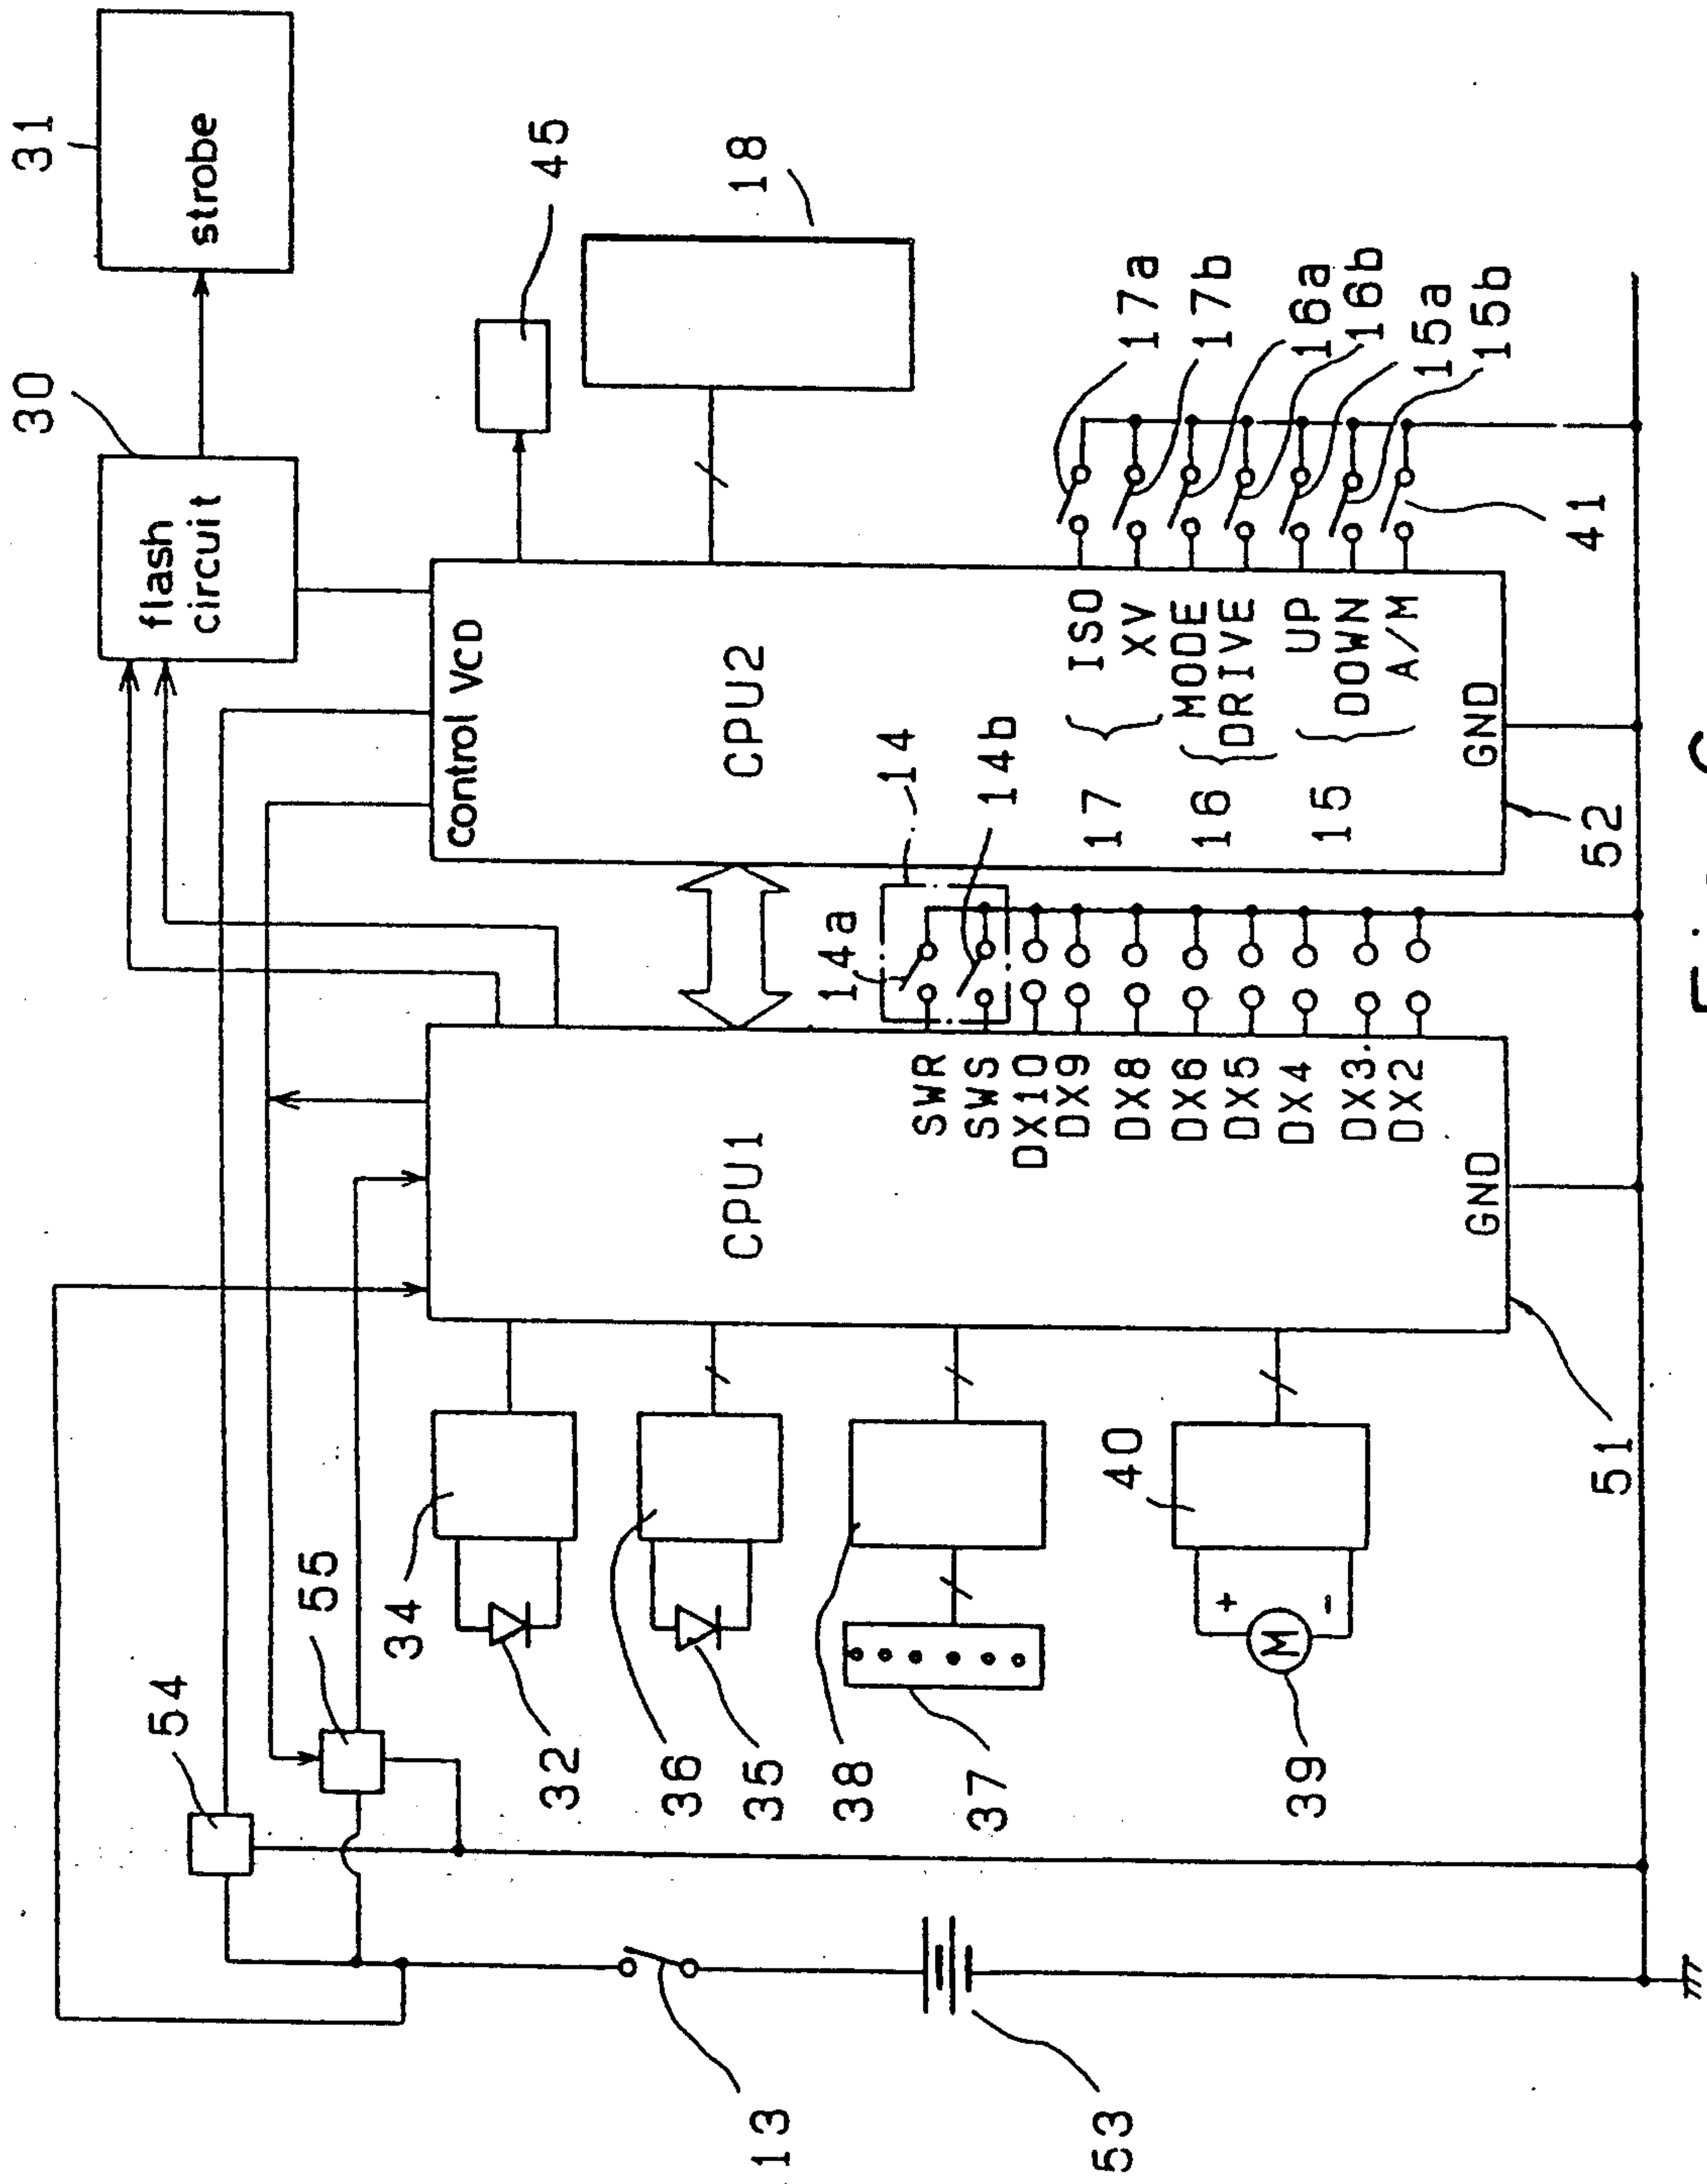 31
strobe
30
flash
circuit
45
18
Control VCD
CPU2
17a
17b
16a
16b
15a
15b
41
17
ISO
XV
16
MODE
DRIVE
15
UP
DOWN
A/M
GND
52
14
14a
14b
CPU1
SWR
SWS
DX10
DX9
DX8
DX6
DX5
DX4
DX3
DX2
GND
51
54
55
34
32
36
35
38
37
40
+
M
-
39
13
53